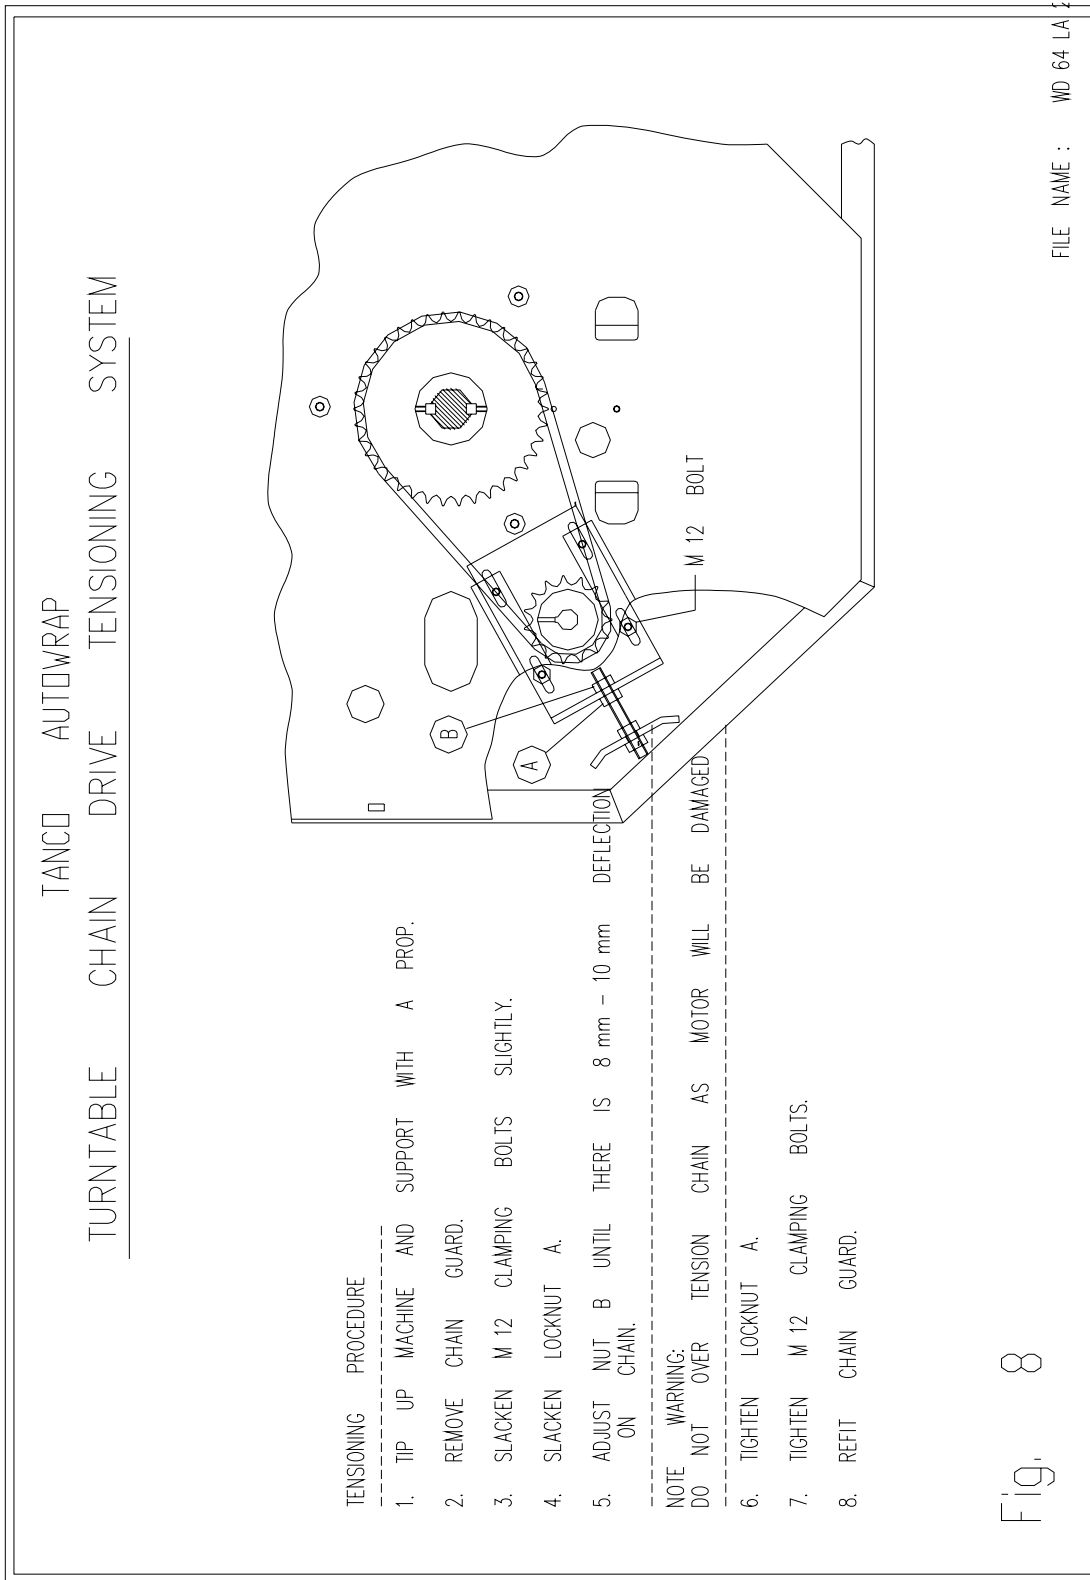 TANCO AUTOWRAP
TURNTABLE CHAIN DRIVE TENSIONING SYSTEM
TENSIONING PROCEDURE
1. TIP UP MACHINE AND SUPPORT WITH A PROP.
2. REMOVE CHAIN GUARD.
3. SLACKEN M 12 CLAMPING BOLTS SLIGHTLY.
4. SLACKEN LOCKNUT A.
5. ADJUST NUT B UNTIL THERE IS 8 mm - 10 mm DEFLECTION
ON CHAIN.
NOTE WARNING:
DO NOT OVER TENSION CHAIN AS MOTOR WILL BE DAMAGED
6. TIGHTEN LOCKNUT A.
7. TIGHTEN M 12 CLAMPING BOLTS.
8. REFIT CHAIN GUARD.
B
A
M 12 BOLT
Fig. 8
FILE NAME : WD 64 LA